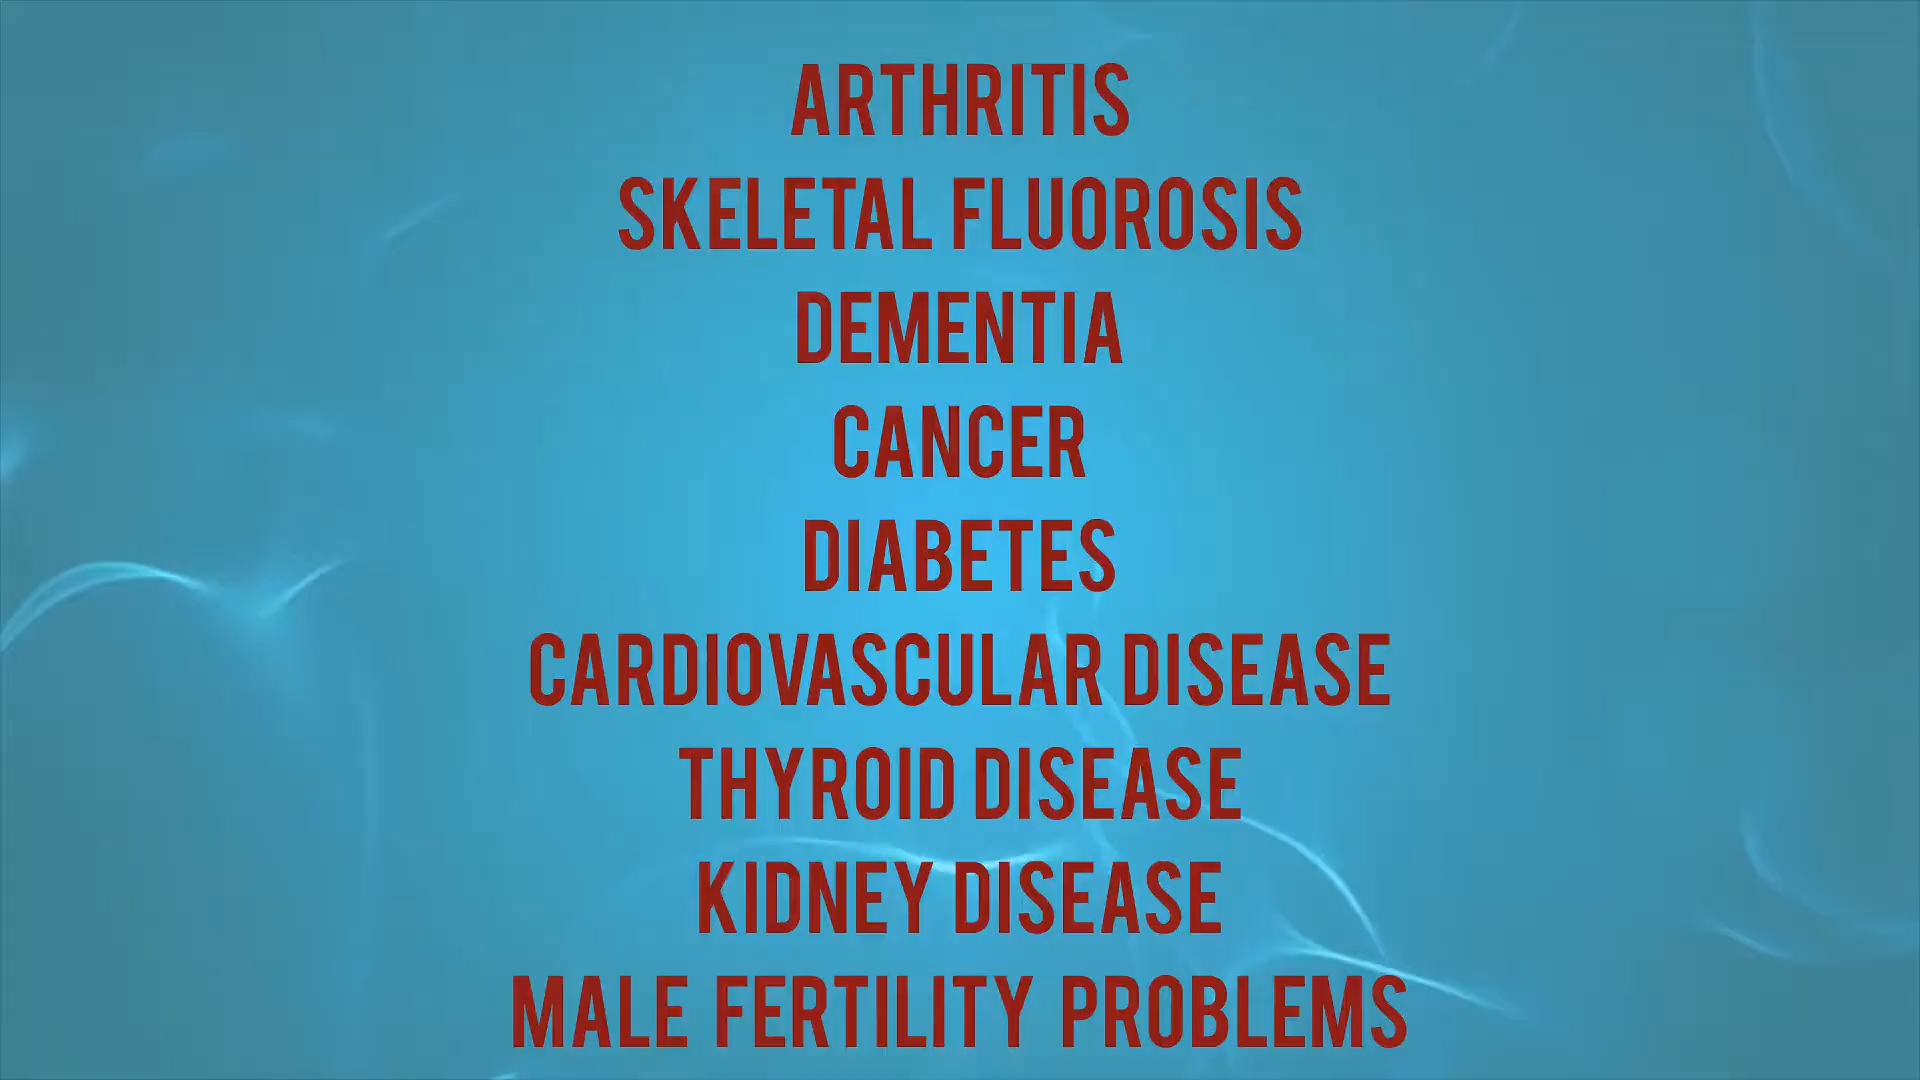 ARTHRITIS
SKELETAL FLUOROSIS
DEMENTIA
CANCER
DIABETES
CARDIOVASCULAR DISEASE
THYROID DISEASE
KIDNEY DISEASE
MALE FERTILITY PROBLEMS